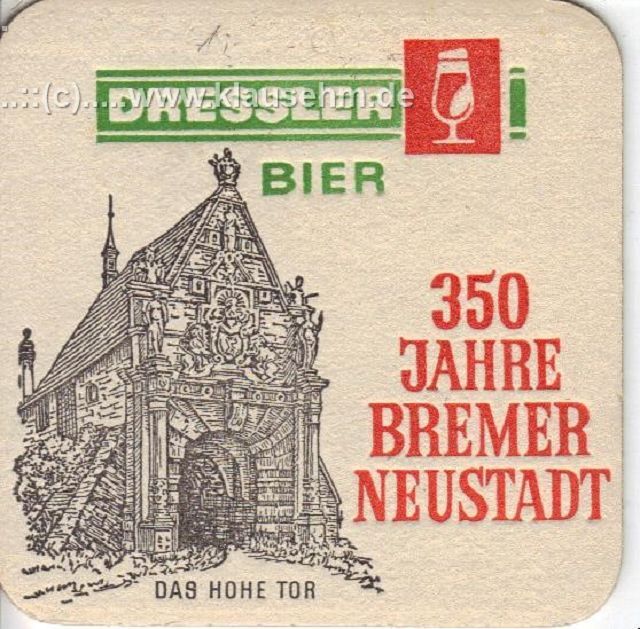 DRESSLER
..::(c).....www.klausehm.de
BIER
350
JAHRE
BREMER
NEUSTADT
DAS HOHE TOR